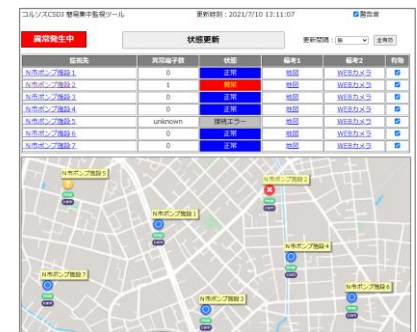 コルソスCSDJ 簡易集中監視ツール 更新時刻：2021/7/10 13:11:07 警告音
異常発生中 状態更新 更新間隔： 全有効
監視先 異常端子数 状態 備考1 備考2 有効
N市ポンプ施設１ 0 正常 地図 WEBカメラ
N市ポンプ施設２ 1 異常 地図 WEBカメラ
N市ポンプ施設３ 0 正常 地図 WEBカメラ
N市ポンプ施設４ 0 正常 地図 WEBカメラ
N市ポンプ施設５ unknown 接続エラー 地図 WEBカメラ
N市ポンプ施設６ 0 正常 地図 WEBカメラ
N市ポンプ施設７ 0 正常 地図 WEBカメラ
N市ポンプ施設５
N市ポンプ施設２
N市ポンプ施設１
N市ポンプ施設４
N市ポンプ施設７
N市ポンプ施設６
N市ポンプ施設３